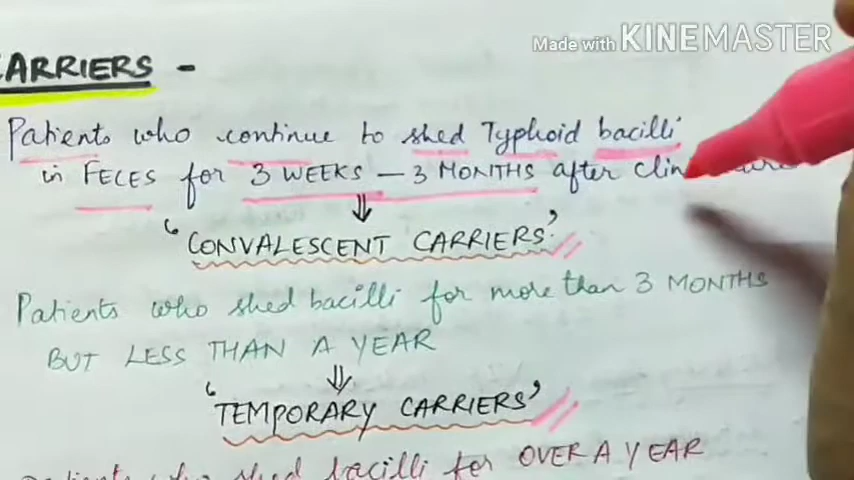 Made with KINEMASTER
CARRIERS -
Patients who continue to shed Typhoid bacilli
in FECES for 3 WEEKS - 3 MONTHS after
⇓
'CONVALESCENT CARRIERS'
Patients who shed bacilli for more than 3 MONTHS
BUT LESS THAN A YEAR
⇓
'TEMPORARY CARRIERS'
Patients who shed bacilli for OVER A YEAR